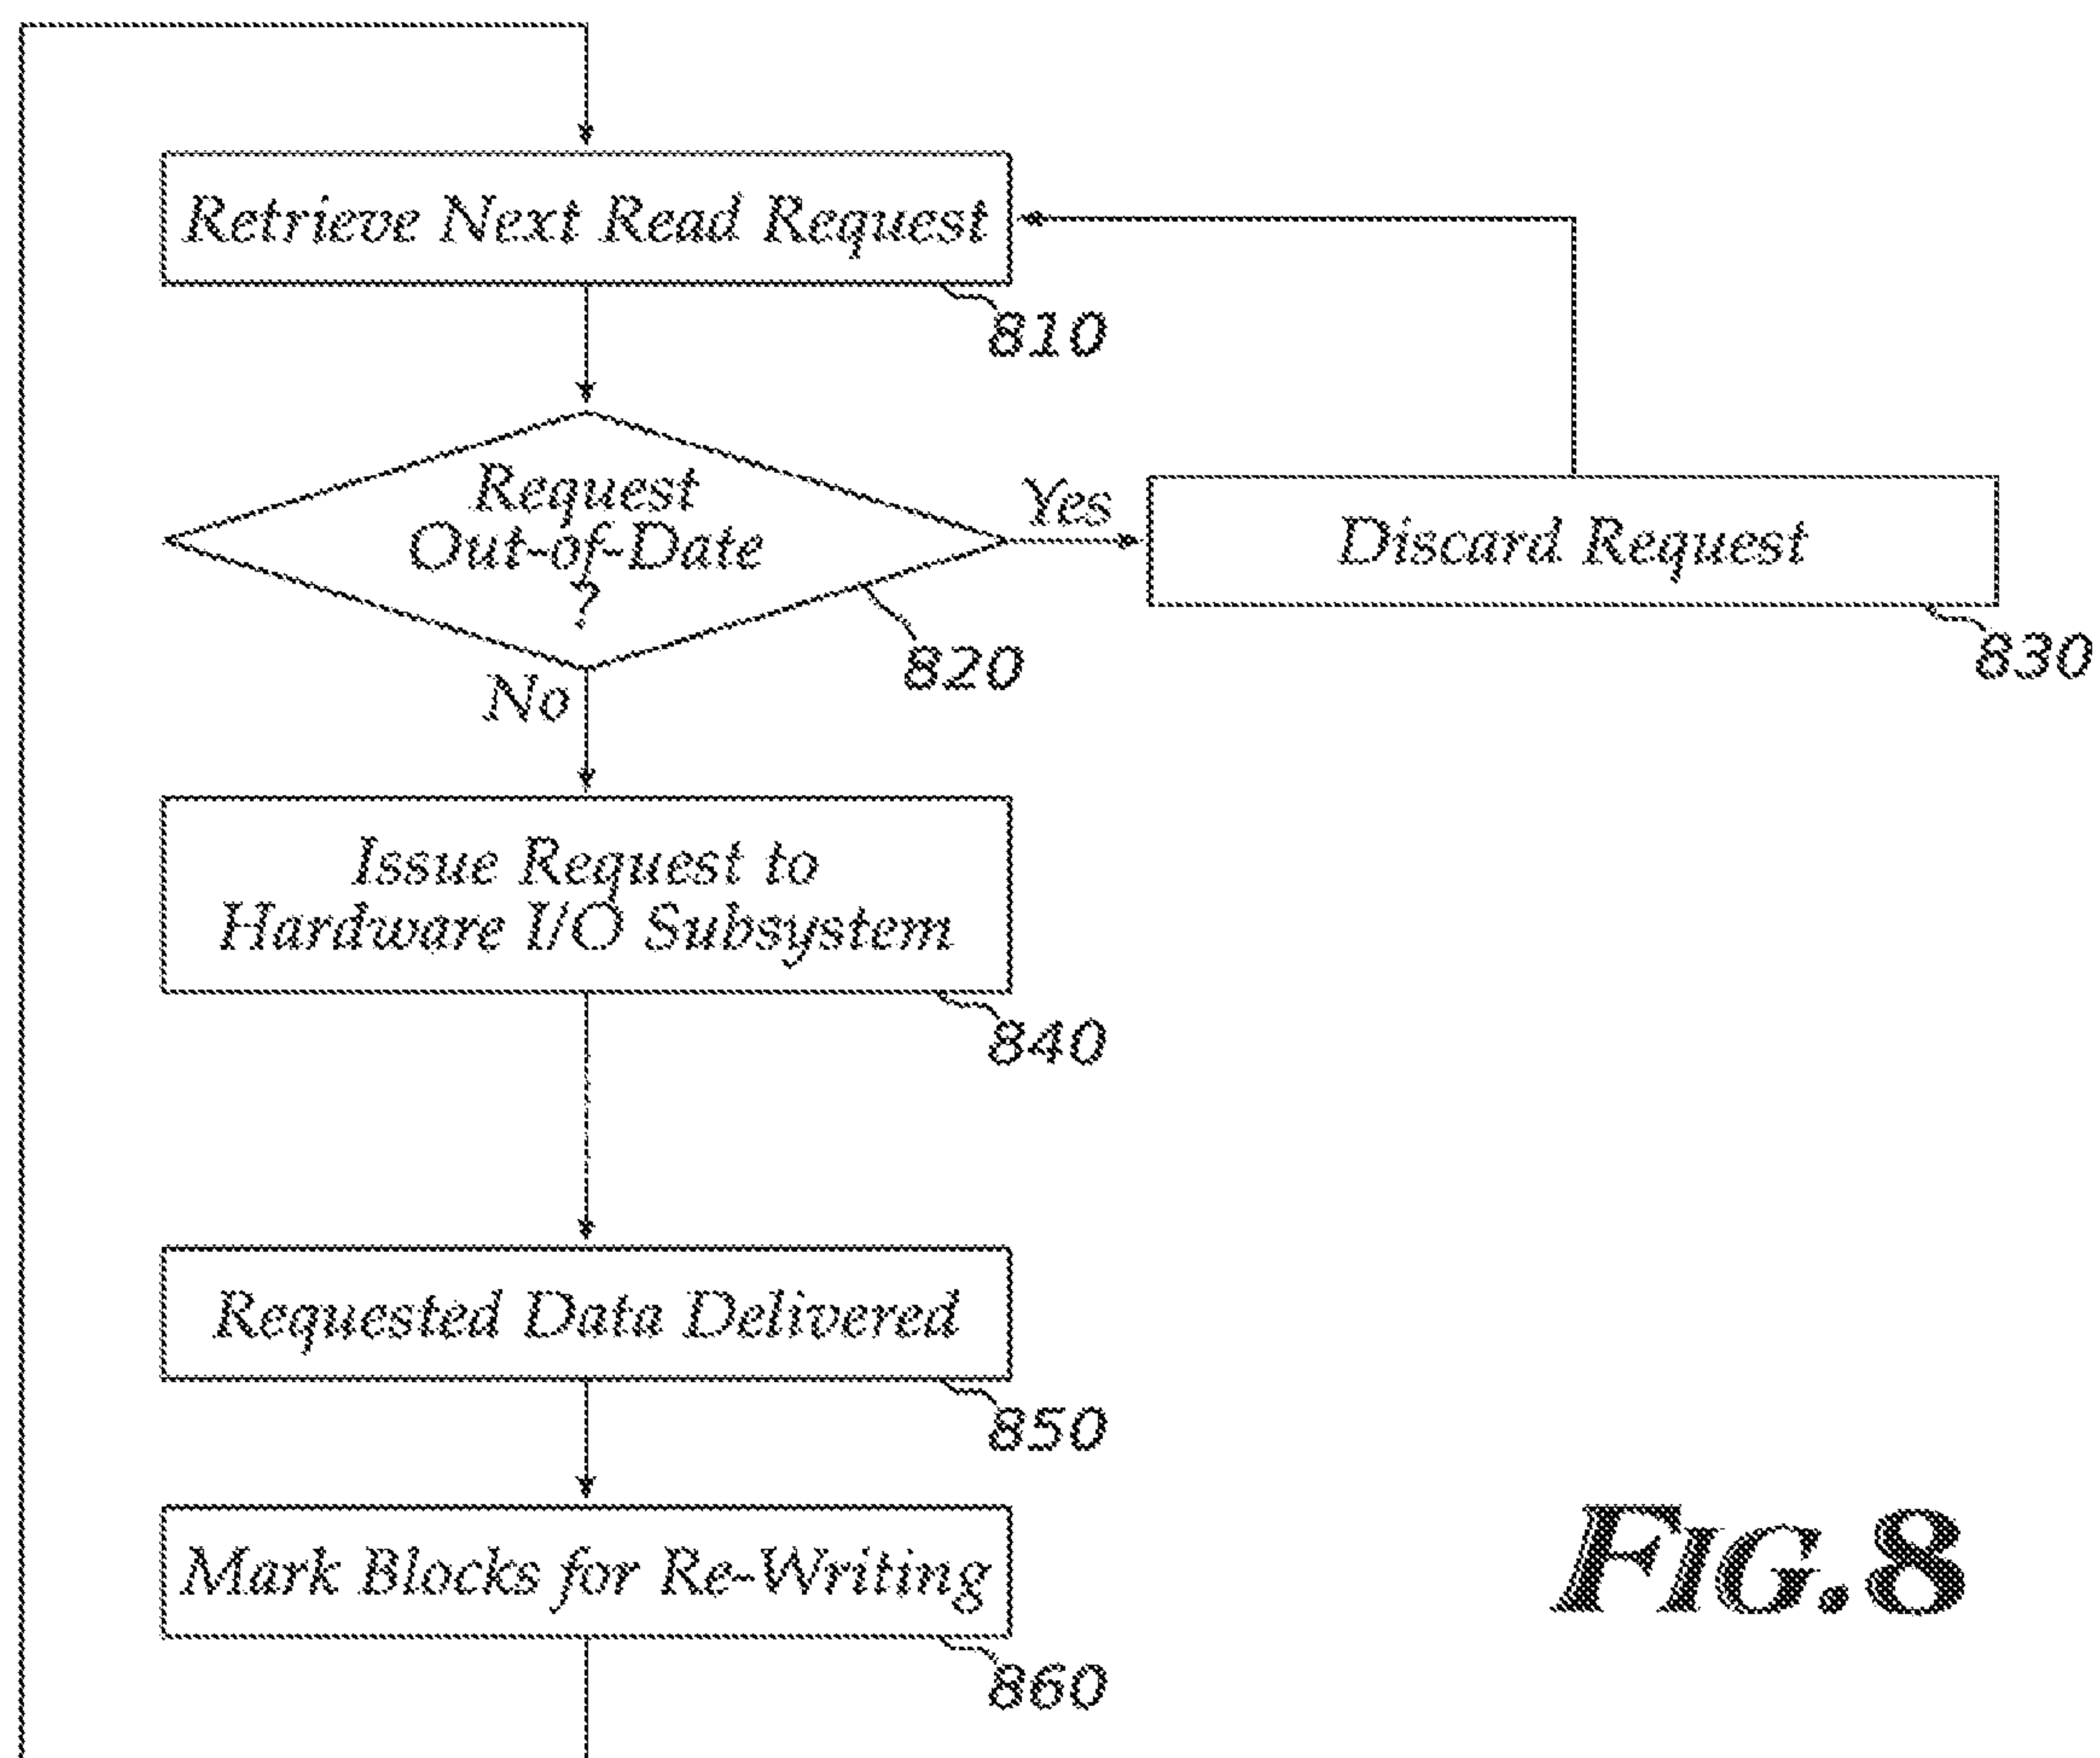 Retrieve Next Read Request
810
Request
Out-of-Date
?
Yes
Discard Request
820
830
No
Issue Request to
Hardware I/O Subsystem
840
Requested Data Delivered
850
Mark Blocks for Re-Writing
860
FIG.8